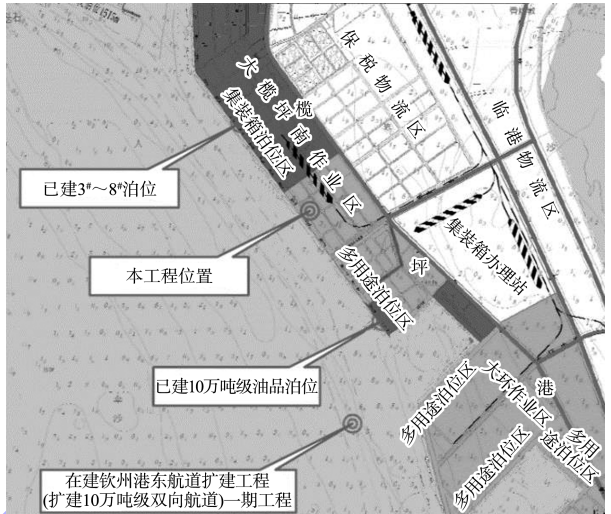 保税物流区
临港物流区
大榄坪南作业区
榄
集装箱泊位区
已建3#～8#泊位
本工程位置
坪
集装箱办理站
多用途泊位区
已建10万吨级油品泊位
港
大环作业区
多用途泊位区
多用途泊位区
多用
途泊位区
在建钦州港东航道扩建工程
(扩建10万吨级双向航道)一期工程